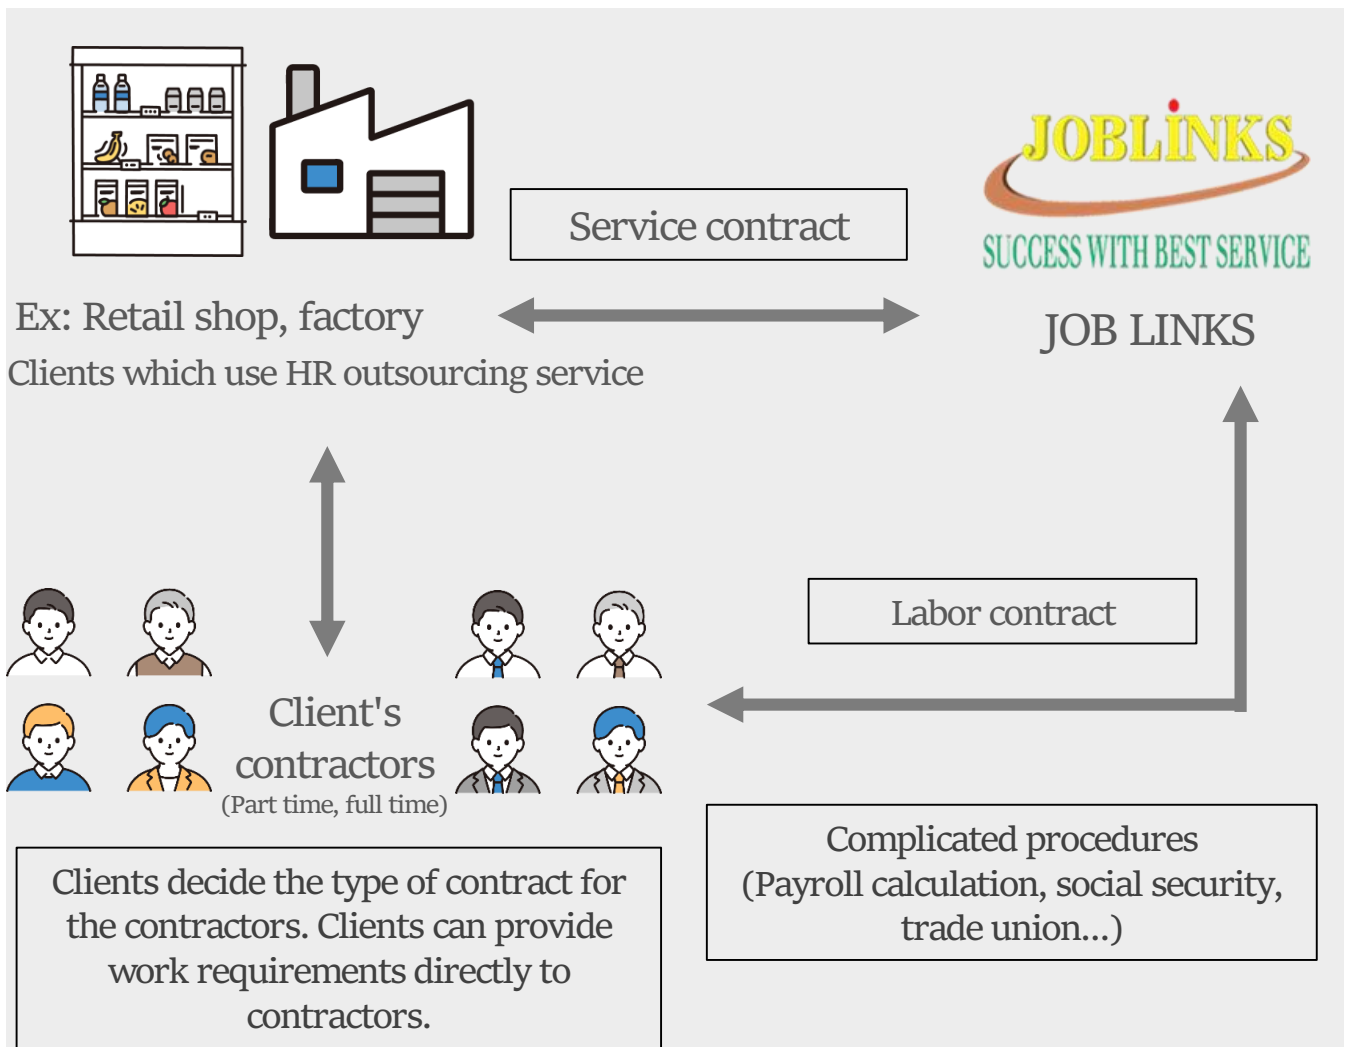 JOBLINKS
SUCCESS WITH BEST SERVICE
Service contract
Ex: Retail shop, factory
JOB LINKS
Clients which use HR outsourcing service
Labor contract
Client's
contractors
(Part time, full time)
Clients decide the type of contract for
the contractors. Clients can provide
work requirements directly to
contractors.
Complicated procedures
(Payroll calculation, social security,
trade union...)